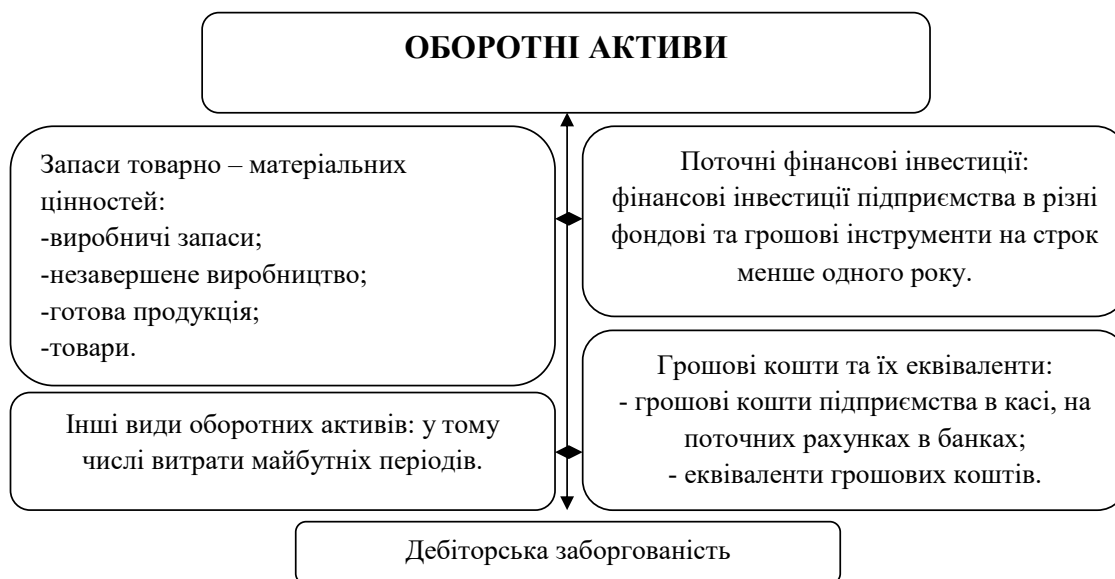 ОБОРОТНІ АКТИВИ
Запаси товарно – матеріальних
цінностей:
-виробничі запаси;
-незавершене виробництво;
-готова продукція;
-товари.
Поточні фінансові інвестиції:
фінансові інвестиції підприємства в різні
фондові та грошові інструменти на строк
менше одного року.
Інші види оборотних активів: у тому
числі витрати майбутніх періодів.
Грошові кошти та їх еквіваленти:
- грошові кошти підприємства в касі, на
поточних рахунках в банках;
- еквіваленти грошових коштів.
Дебіторська заборгованість